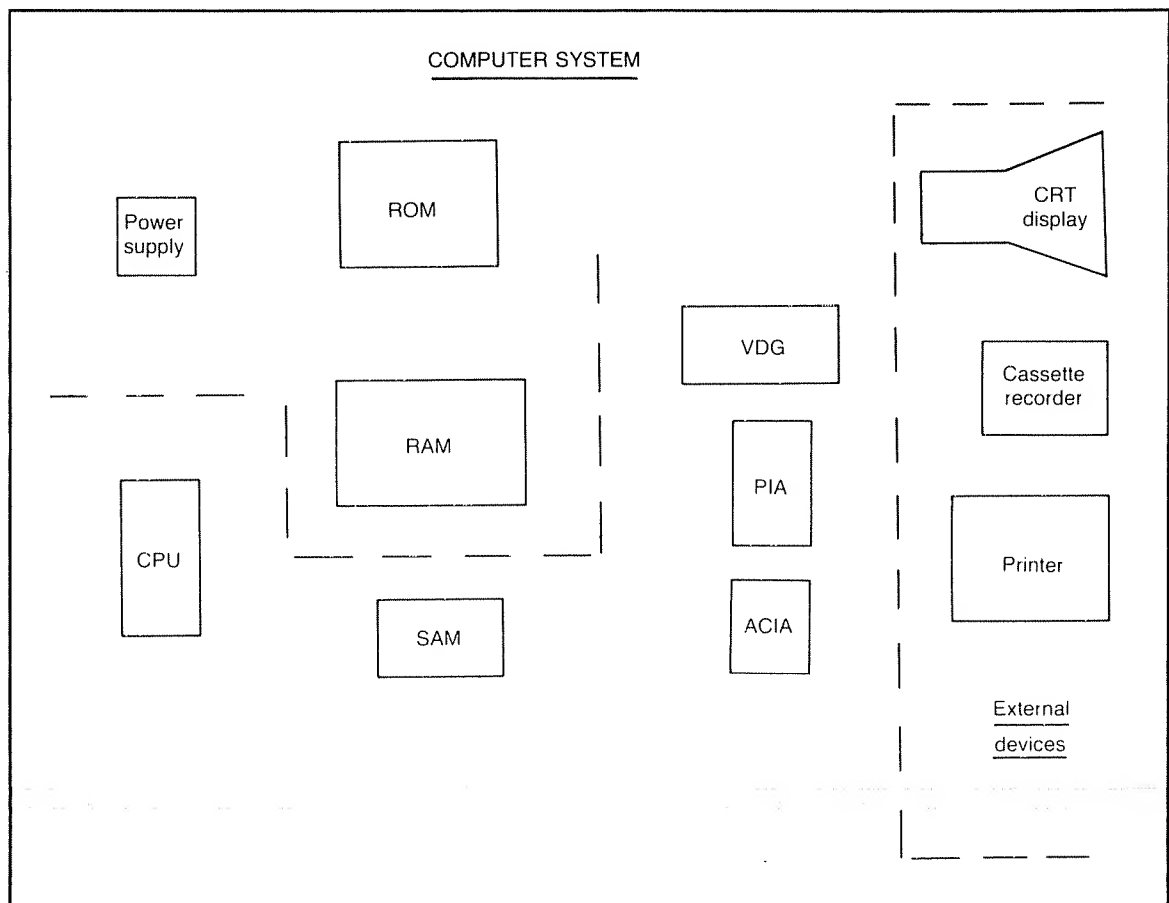 COMPUTER SYSTEM
ROM
Power
supply
CRT
display
VDG
Cassette
recorder
RAM
PIA
CPU
Printer
SAM
ACIA
External
devices